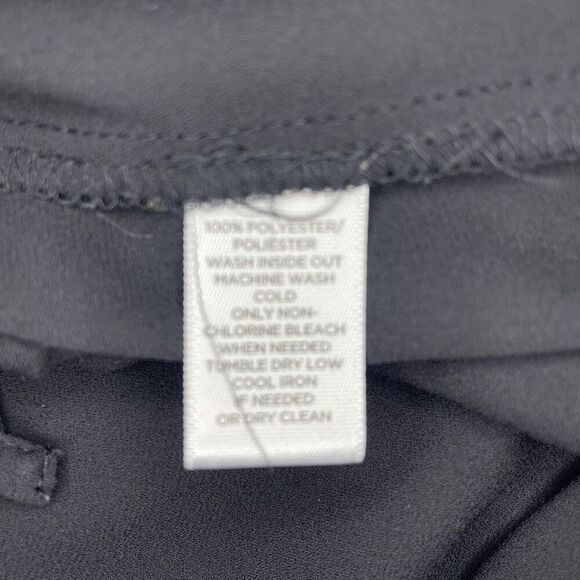 100% POLYESTER/
POLIÉSTER
WASH INSIDE OUT
MACHINE WASH
COLD
ONLY NON-
CHLORINE BLEACH
WHEN NEEDED
TUMBLE DRY LOW
COOL IRON
IF NEEDED
OR DRY CLEAN